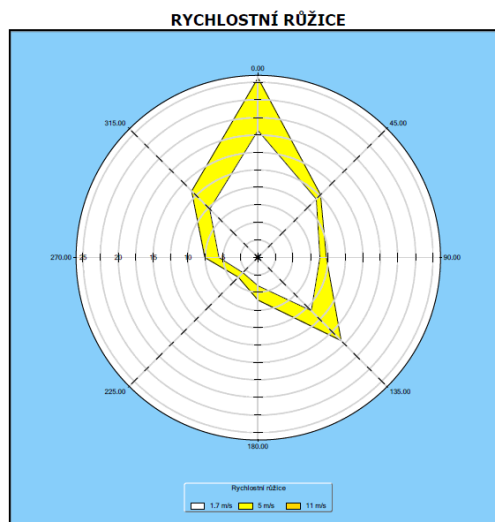 RYCHLOSTNÍ RŮŽICE
0.00
315.00 45.00
270.00 25 20 15 10 5 90.00
225.00 135.00
180.00
Rychlostní růžice
1.7 m/s 5 m/s 11 m/s